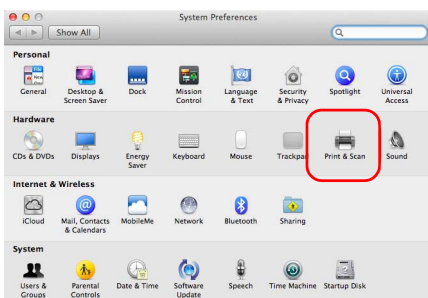 System Preferences
Show All
Personal
General Desktop & Screen Saver Dock Mission Control Language & Text Security & Privacy Spotlight Universal Access
Hardware
CDs & DVDs Displays Energy Saver Keyboard Mouse Trackpad Print & Scan Sound
Internet & Wireless
iCloud Mail, Contacts & Calendars MobileMe Network Bluetooth Sharing
System
Users & Groups Parental Controls Date & Time Software Update Speech Time Machine Startup Disk